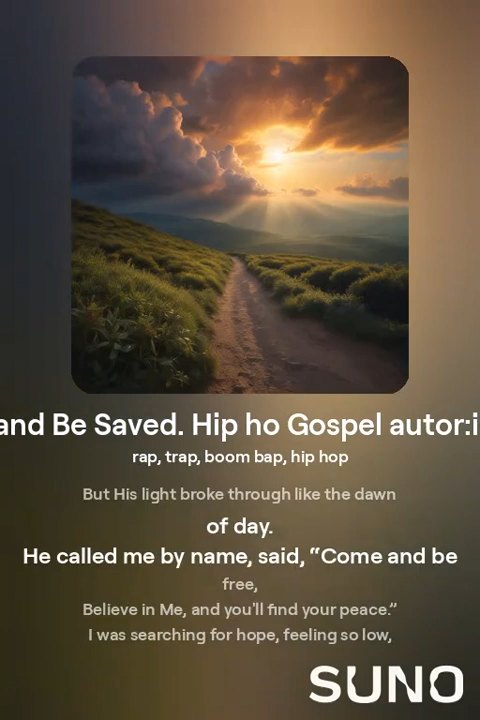 and Be Saved. Hip ho Gospel autor:i
rap, trap, boom bap, hip hop
But His light broke through like the dawn
of day.
He called me by name, said, “Come and be
free,
Believe in Me, and you'll find your peace.”
I was searching for hope, feeling so low,
SUNO